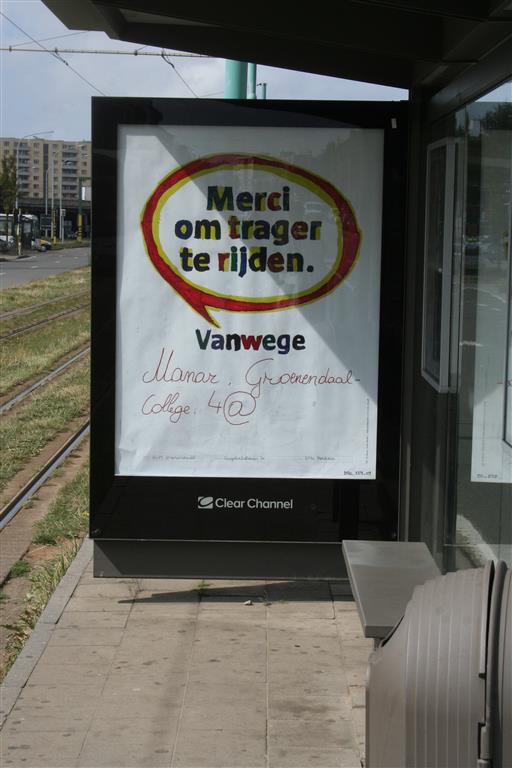 Merci
om trager
te rijden.
Vanwege
Manar, Groenendaal-
College. 4@
Clear Channel